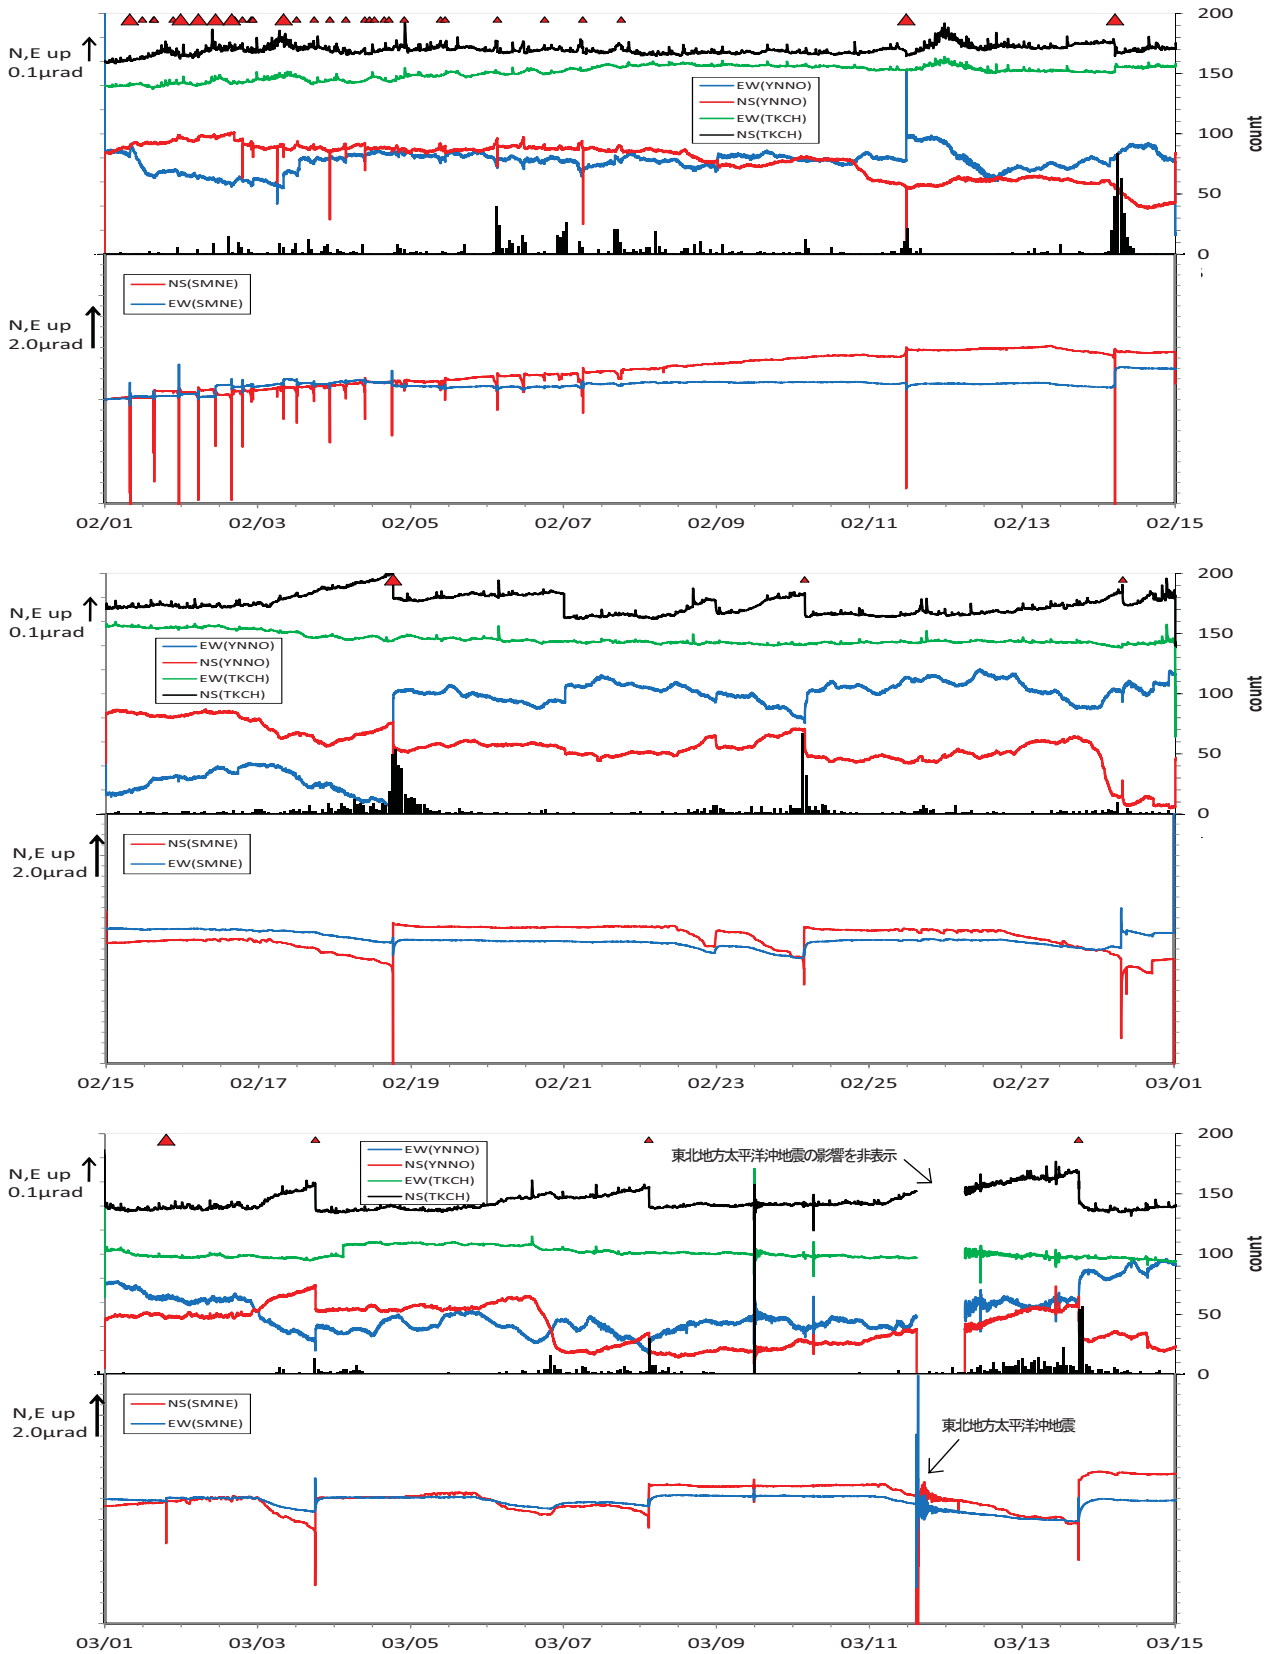 200
150
100
50
0
count
N,E up
0.1μrad
EW(YNNO)
NS(YNNO)
EW(TKCH)
NS(TKCH)
N,E up
2.0μrad
NS(SMNE)
EW(SMNE)
02/01 02/03 02/05 02/07 02/09 02/11 02/13 02/15
200
150
100
50
0
count
N,E up
0.1μrad
EW(YNNO)
NS(YNNO)
EW(TKCH)
NS(TKCH)
N,E up
2.0μrad
NS(SMNE)
EW(SMNE)
02/15 02/17 02/19 02/21 02/23 02/25 02/27 03/01
200
150
100
50
0
count
N,E up
0.1μrad
EW(YNNO)
NS(YNNO)
EW(TKCH)
NS(TKCH)
東北地方太平洋沖地震の影響を非表示
N,E up
2.0μrad
NS(SMNE)
EW(SMNE)
東北地方太平洋沖地震
03/01 03/03 03/05 03/07 03/09 03/11 03/13 03/15